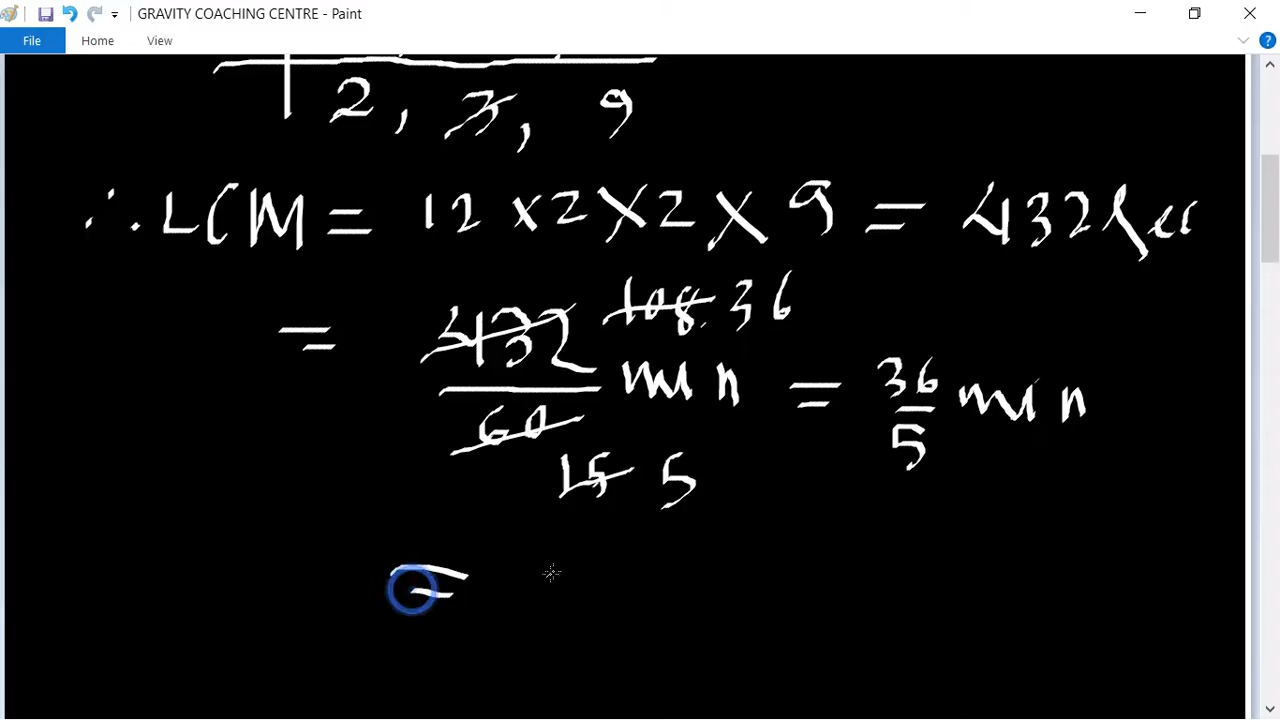 GRAVITY COACHING CENTRE - Paint
File Home View
2, 3, 9
∴ LCM = 12 x 2 X 2 X 9 = 432 Sec
108 36
= 432/60 min = 36/5 min
15 5
=